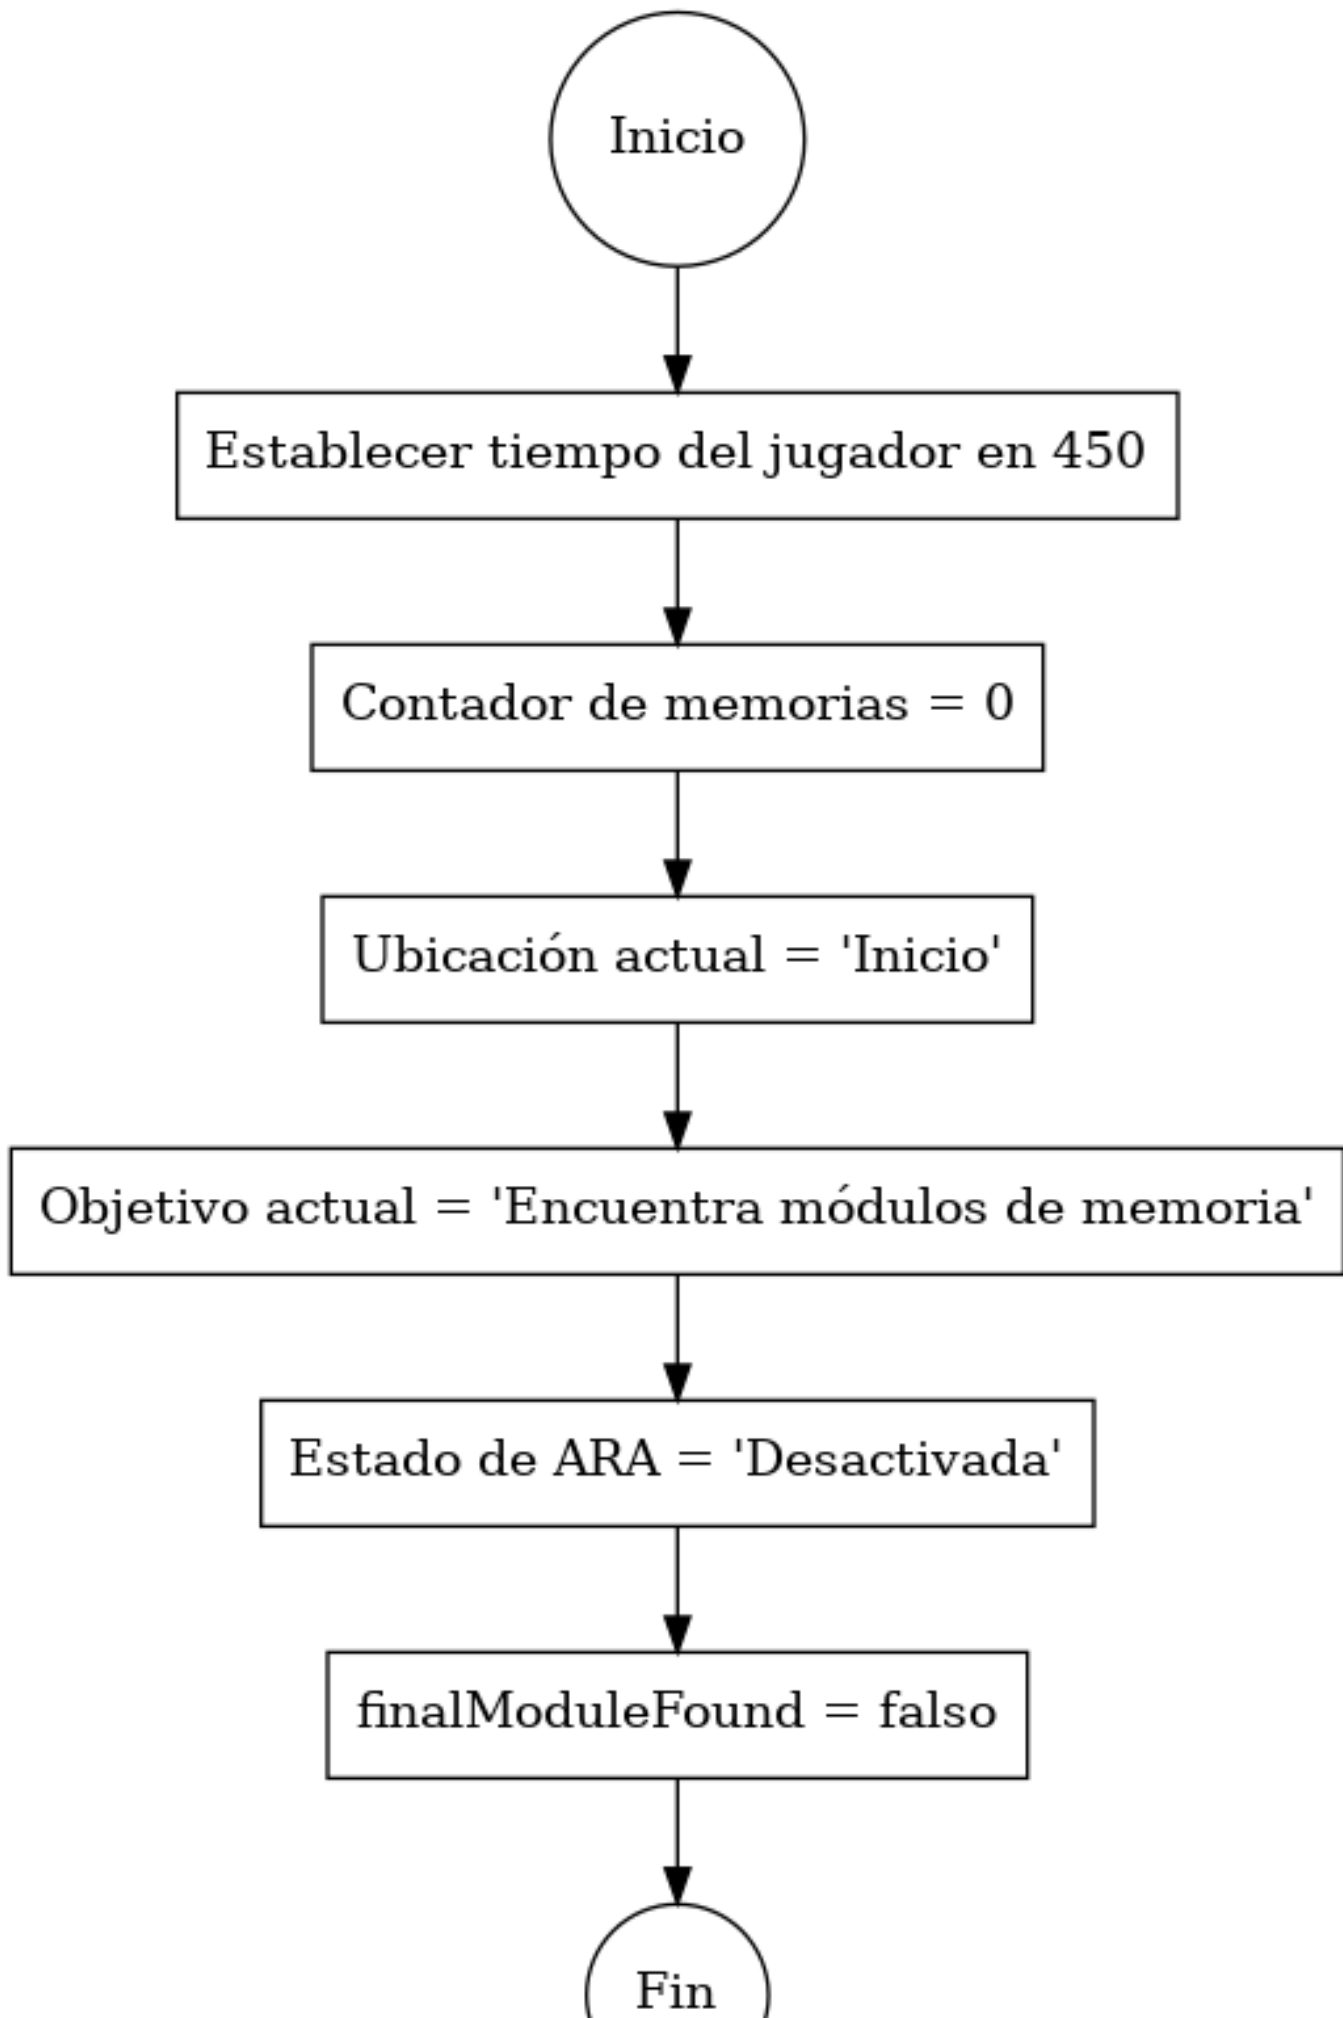 Inicio
Establecer tiempo del jugador en 450
Contador de memorias = 0
Ubicación actual = 'Inicio'
Objetivo actual = 'Encuentra módulos de memoria'
Estado de ARA = 'Desactivada'
finalModuleFound = falso
Fin